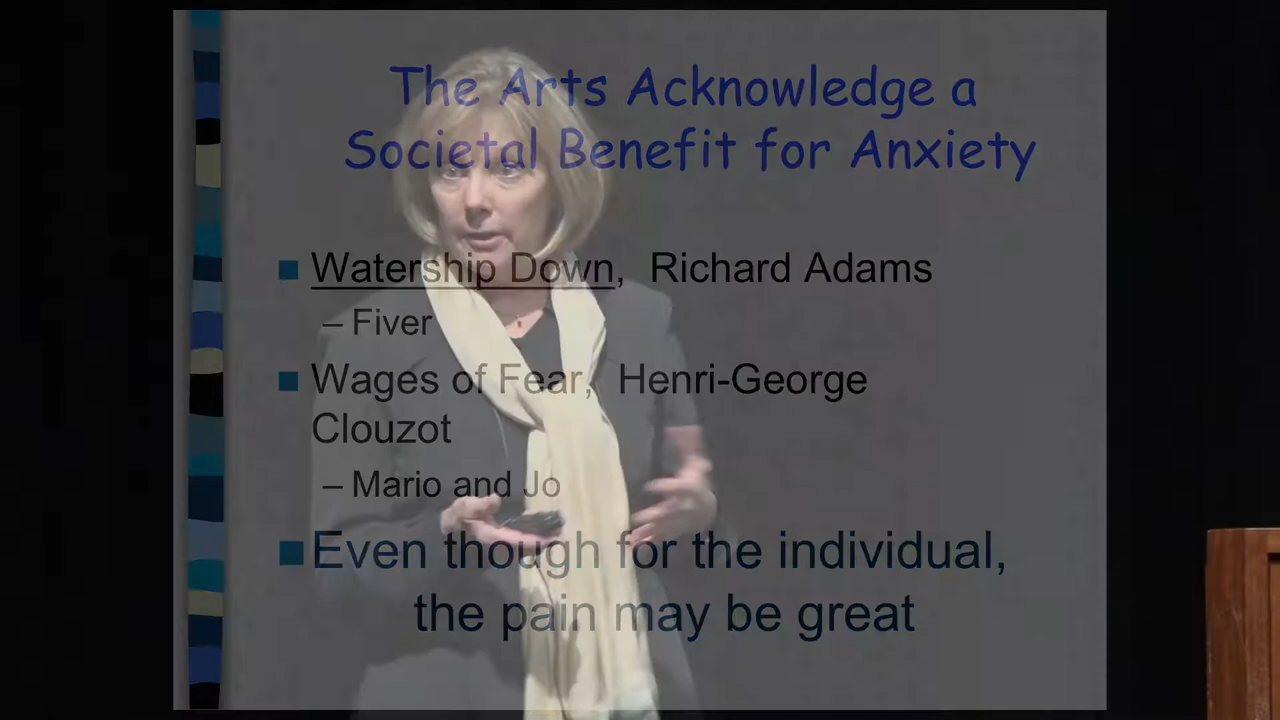 The Arts Acknowledge a
Societal Benefit for Anxiety
Watership Down, Richard Adams
– Fiver
Wages of Fear, Henri-George
Clouzot
– Mario and Jo
Even though for the individual,
the pain may be great